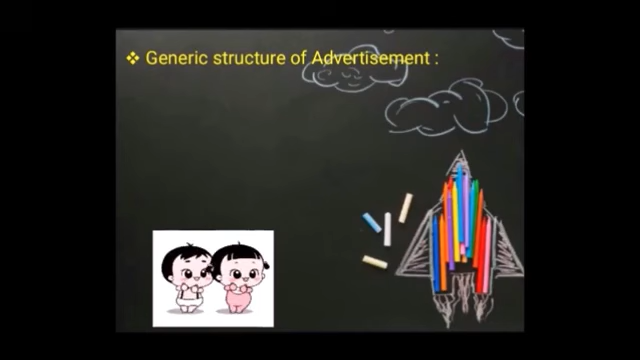 ❖ Generic structure of Advertisement :